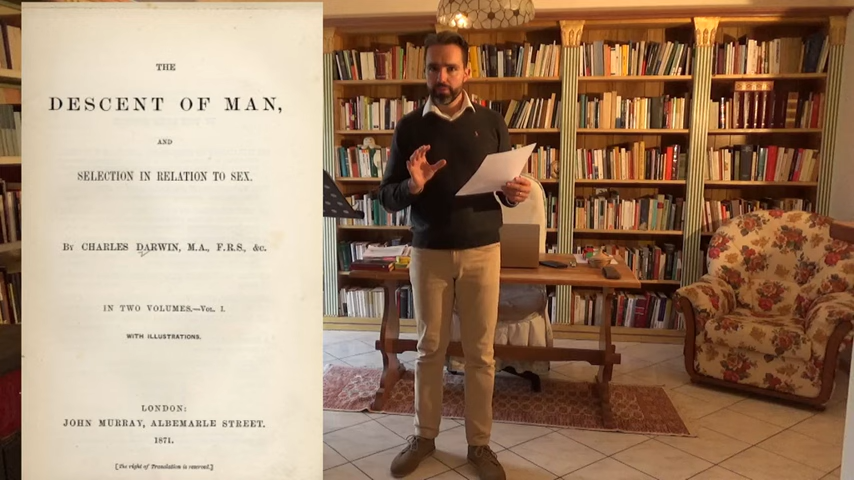 THE
DESCENT OF MAN,
AND
SELECTION IN RELATION TO SEX.
BY CHARLES DARWIN, M.A., F.R.S., &c.
IN TWO VOLUMES.—VOL. I.
WITH ILLUSTRATIONS.
LONDON:
JOHN MURRAY, ALBEMARLE STREET.
1871.
[The right of Translation is reserved.]